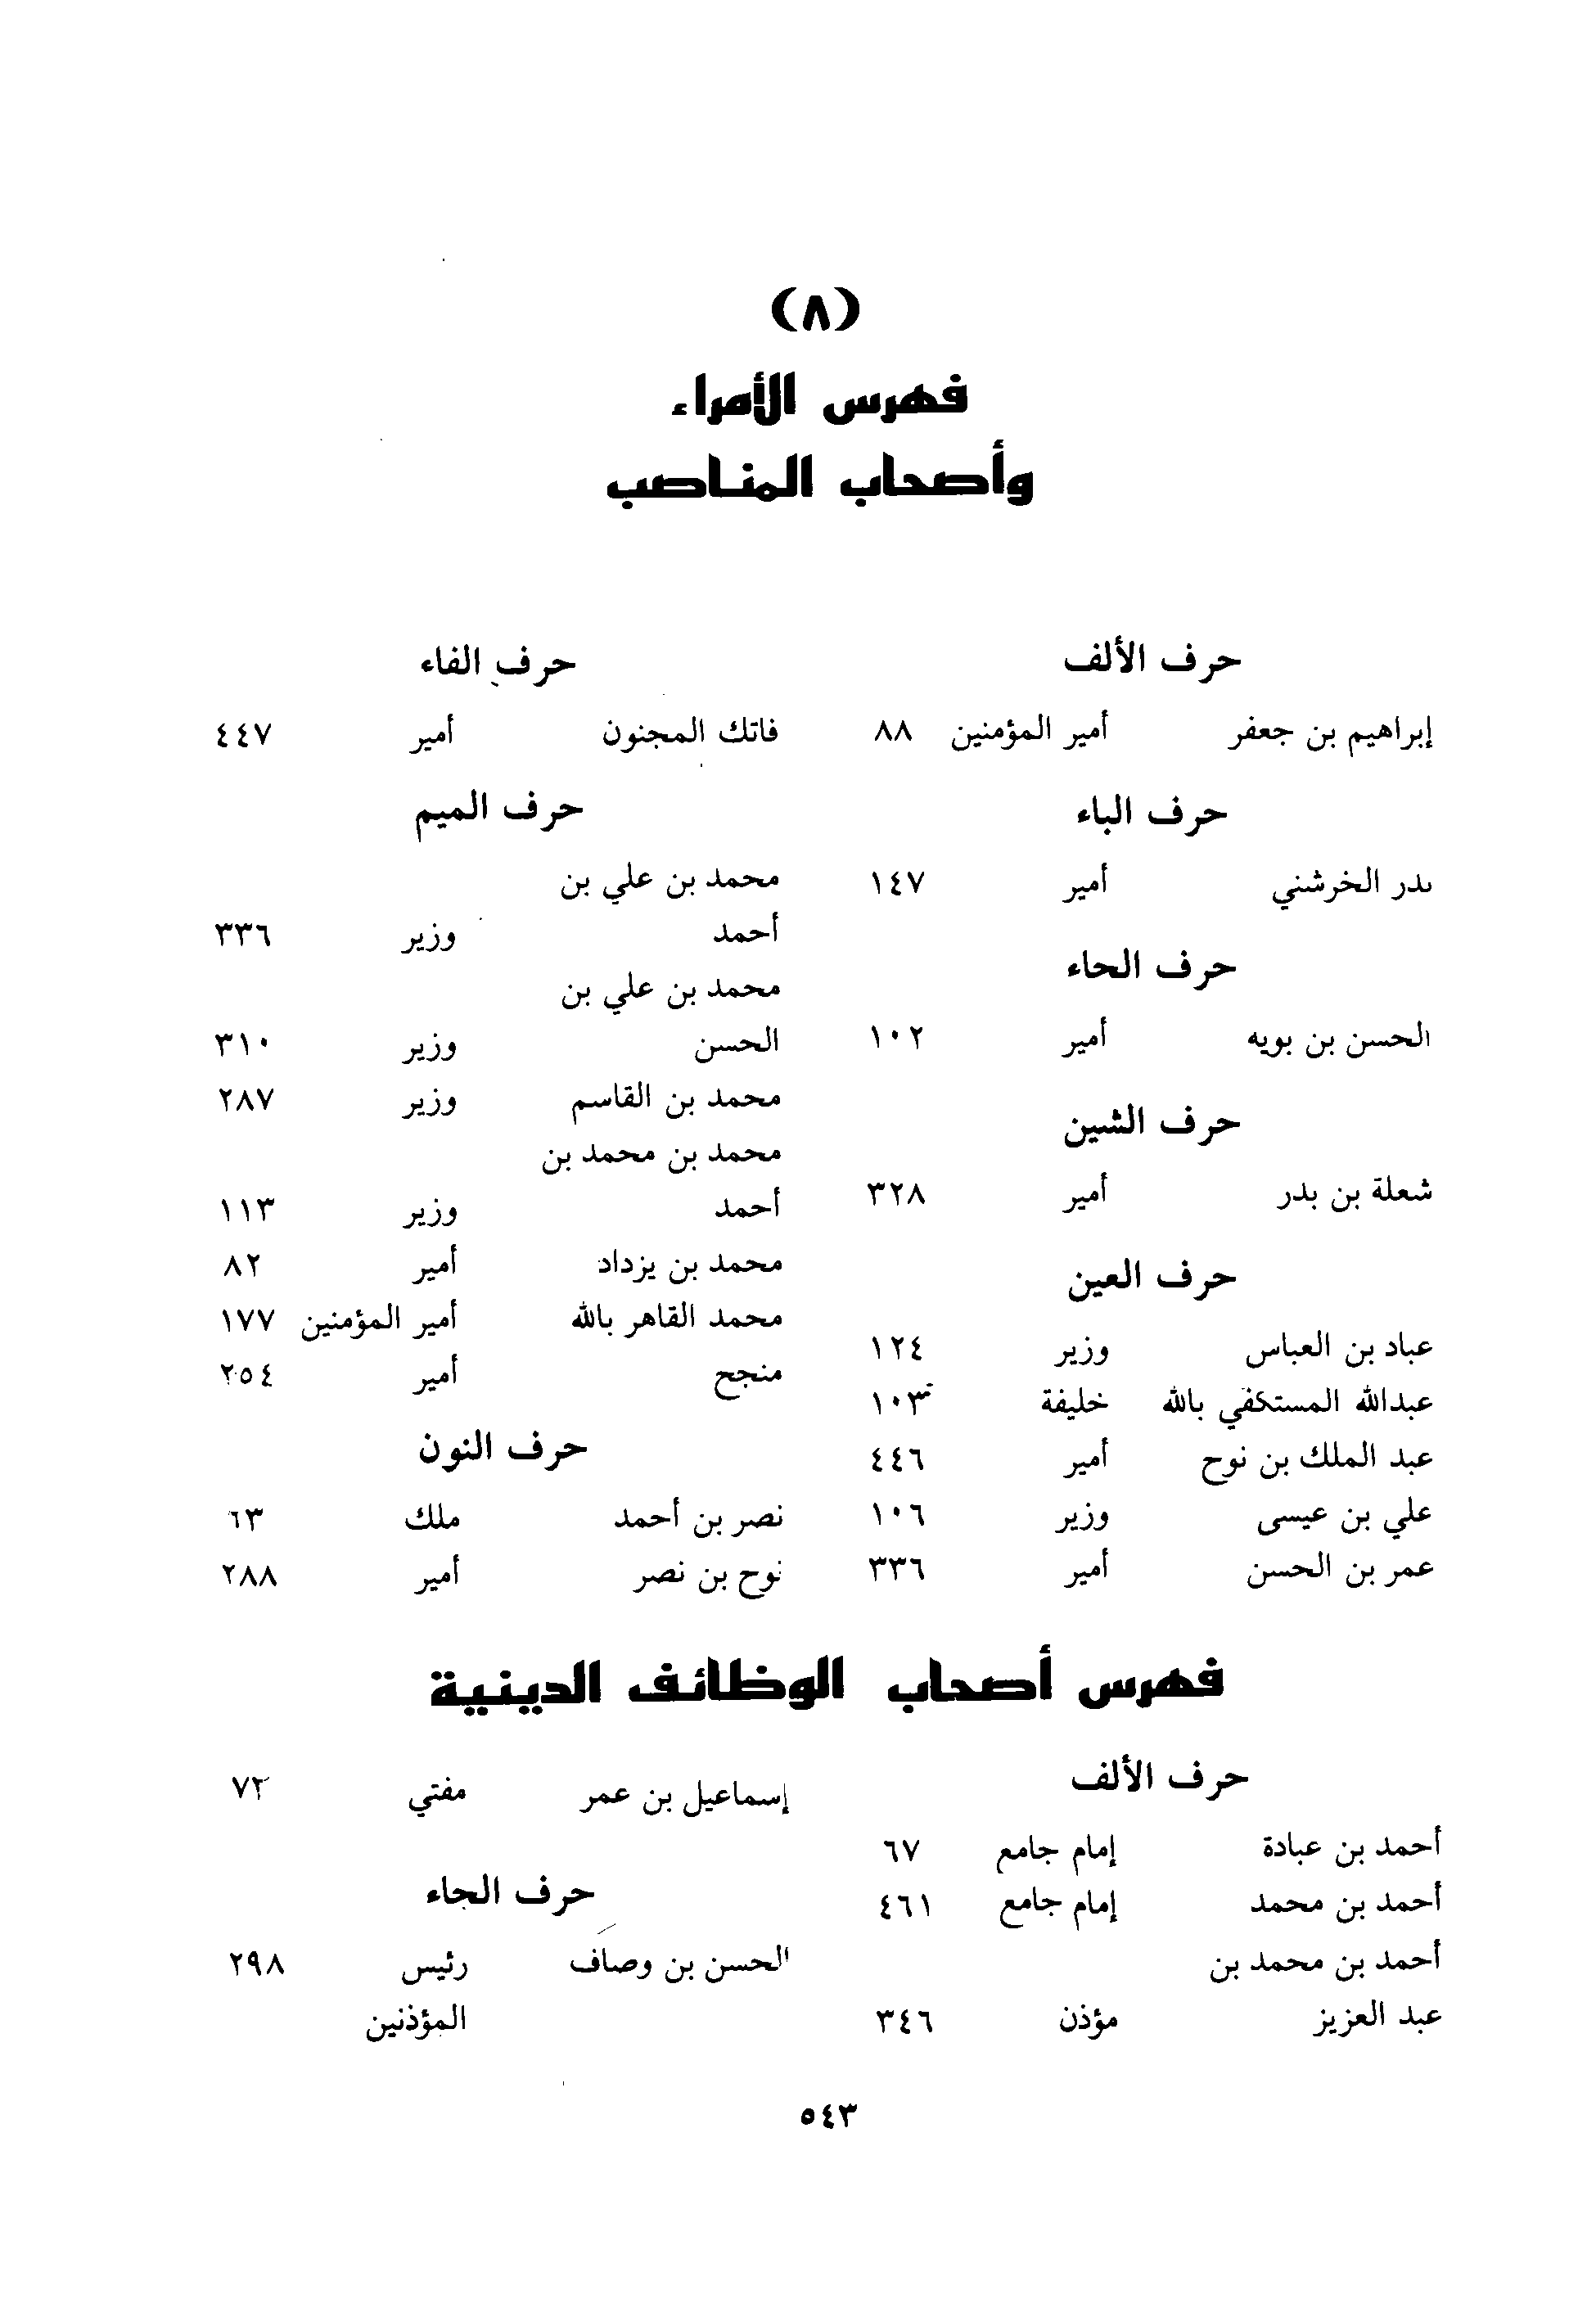 (٨)
فهرس الأمراء
وأصحاب المناصب
حرف الألف
إبراهيم بن جعفر أمير المؤمنين ٨٨
حرف الباء
بدر الخرشني أمير ١٤٧
حرف الحاء
الحسن بن بويه أمير ١٠٢
حرف الشين
شعلة بن بدر أمير ٣٢٨
حرف العين
عباد بن العباس وزير ١٢٤
عبدالله المستكفي بالله خليفة ١٠٣
عبد الملك بن نوح أمير ٤٤٦
علي بن عيسى وزير ١٠٦
عمر بن الحسن أمير ٣٣٦
حرف الفاء
فاتك المجنون أمير ٤٤٧
حرف الميم
محمد بن علي بن
أحمد وزير ٣٣٦
محمد بن علي بن
الحسن وزير ٣١٠
محمد بن القاسم وزير ٢٨٧
محمد بن محمد بن
أحمد وزير ١١٣
محمد بن يزداد أمير ٨٢
محمد القاهر بالله أمير المؤمنين ١٧٧
منجح أمير ٢٥٤
حرف النون
نصر بن أحمد ملك ٦٣
نوح بن نصر أمير ٢٨٨
فهرس أصحاب الوظائف الدينية
حرف الألف
أحمد بن عبادة إمام جامع ٦٧
أحمد بن محمد إمام جامع ٤٦١
أحمد بن محمد بن
عبد العزيز مؤذن ٣٤٦
إسماعيل بن عمر مفتي ٧٢
حرف الحاء
الحسن بن وصاف رئيس ٢٩٨
المؤذنين
٥٤٣